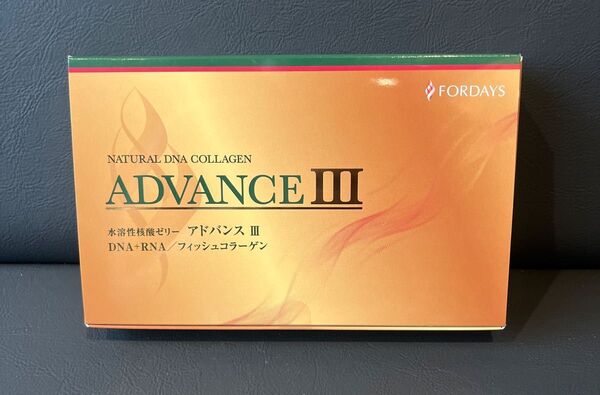 FORDAYS
NATURAL DNA COLLAGEN
ADVANCE III
水溶性核酸ゼリー アドバンス Ⅲ
DNA+RNA/フィッシュコラーゲン